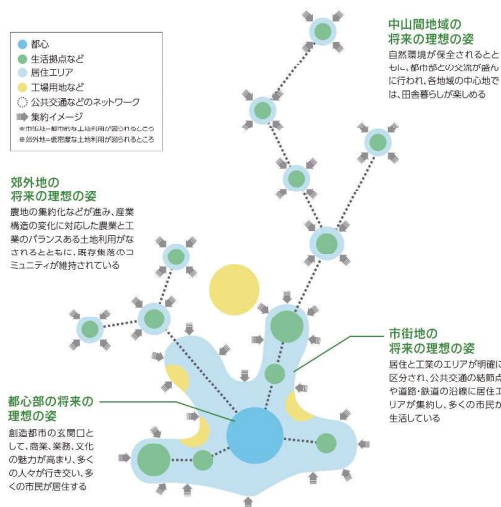 都心
生活拠点など
居住エリア
工場用地など
公共交通などのネットワーク
集約イメージ
※市街地=都市的な土地利用が図られるところ
※郊外地=低密度な土地利用が図られるところ
中山間地域の
将来の理想の姿
自然環境が保全されるとと
もに、都市部との交流が盛ん
に行われ、各地域の中心地で
は、田舎暮らしが楽しめる
郊外地の
将来の理想の姿
農地の集約化などが進み、産業
構造の変化に対応した農業と工
業のバランスある土地利用がな
されるとともに、既存集落のコ
ミュニティが維持されている
市街地の
将来の理想の姿
居住と工業のエリアが明確に
区分され、公共交通の結節点
や道路・鉄道の沿線に居住エ
リアが集約し、多くの市民が
生活している
都心部の将来の
理想の姿
創造都市の玄関口と
して、商業、業務、文化
の魅力が高まり、多く
の人々が行き交い、多
くの市民が居住する